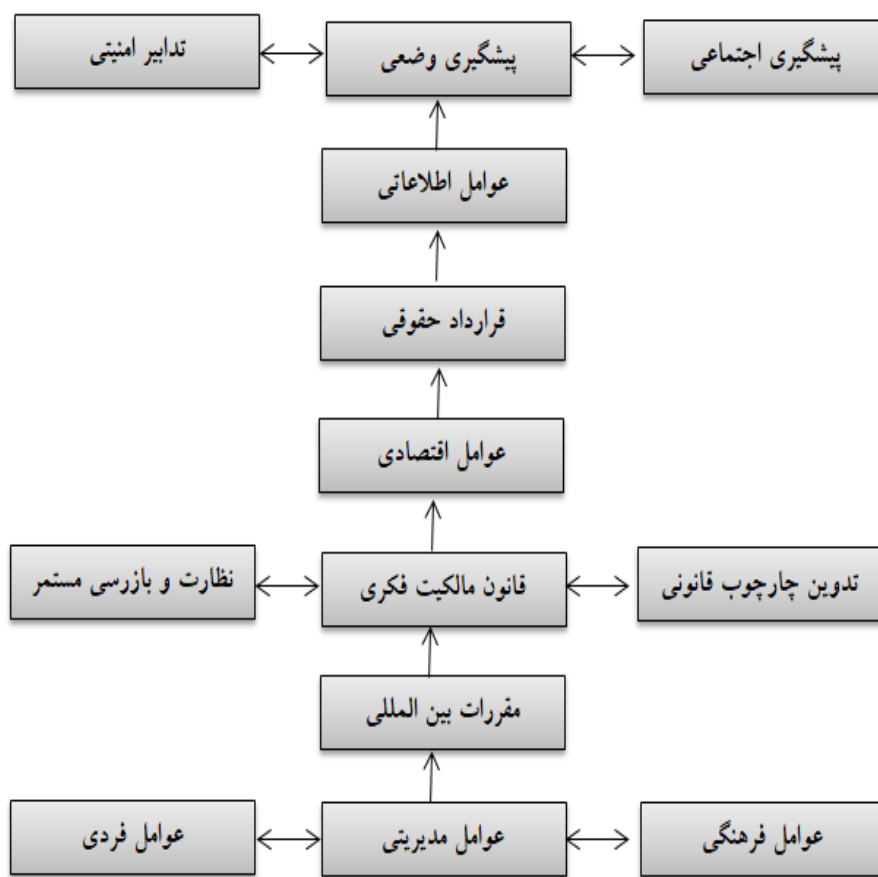 پیشگیری اجتماعی
پیشگیری وضعی
تدابیر امنیتی
عوامل اطلاعاتی
قرارداد حقوقی
عوامل اقتصادی
تدوین چارچوب قانونی
قانون مالکیت فکری
نظارت و بازرسی مستمر
مقررات بین المللی
عوامل فرهنگی
عوامل مدیریتی
عوامل فردی